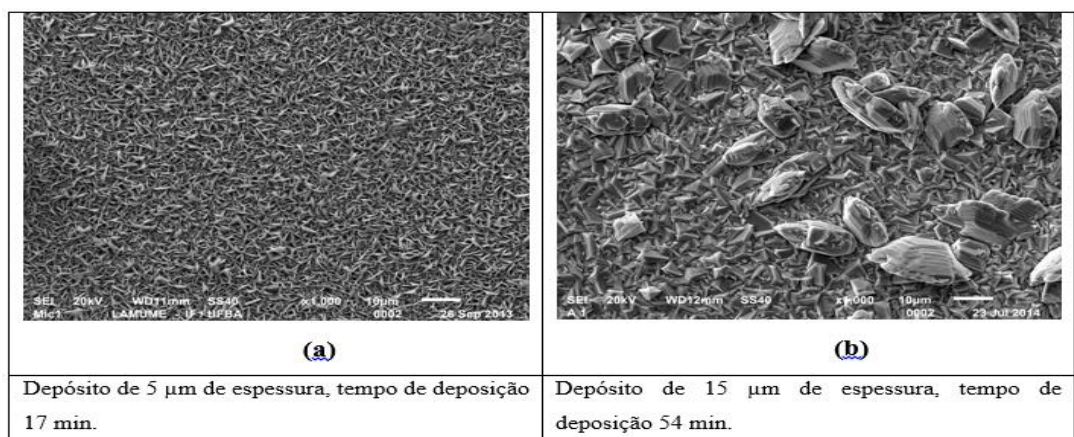 SEI 20kV WD11mm SS40 x1,000 10µm
Mic1 LAMUME - IF - UFBA 0002 26 Sep 2013
(a)
Depósito de 5 µm de espessura, tempo de deposição
17 min.
SEI 20kV WD12mm SS40 x1,000 10µm
A 1 0002 23 Jul 2014
(b)
Depósito de 15 µm de espessura, tempo de
deposição 54 min.